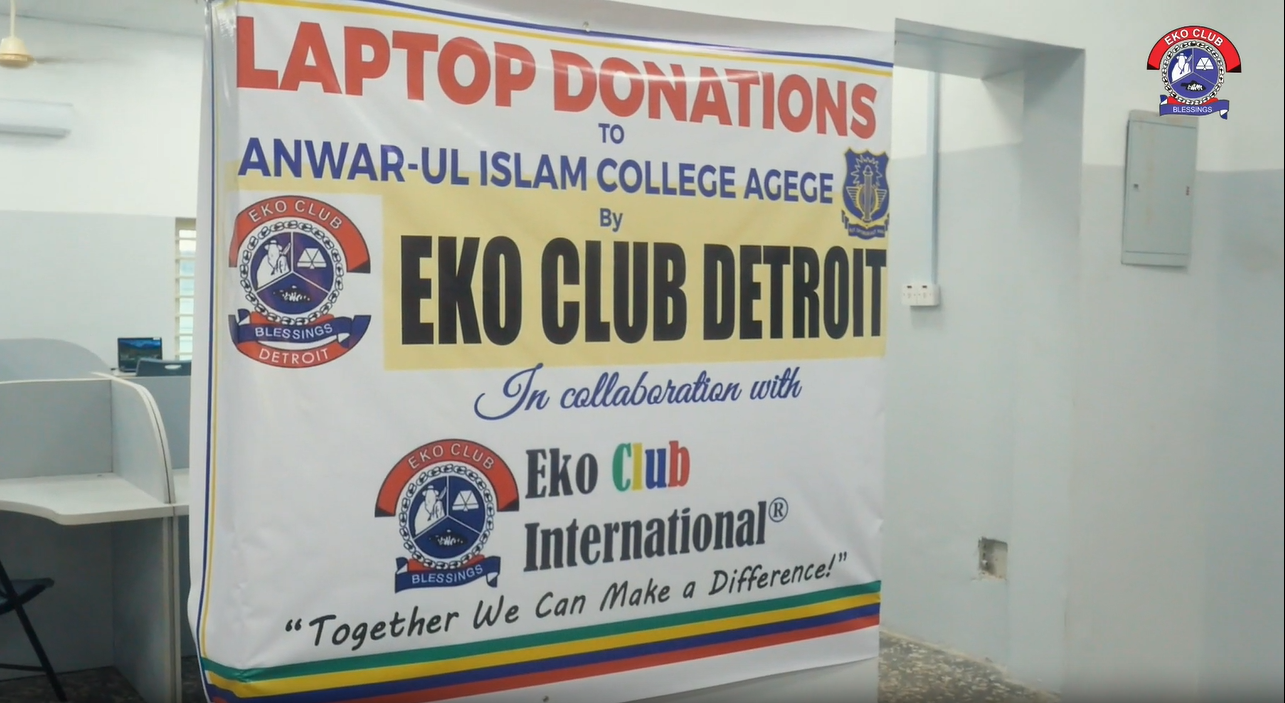 LAPTOP DONATIONS
TO
ANWAR-UL ISLAM COLLEGE AGEGE
By
EKO CLUB DETROIT
EKO CLUB
BLESSINGS
DETROIT
In collaboration with
EKO CLUB
BLESSINGS
Eko Club
International®
"Together We Can Make a Difference!"
EKO CLUB
BLESSINGS